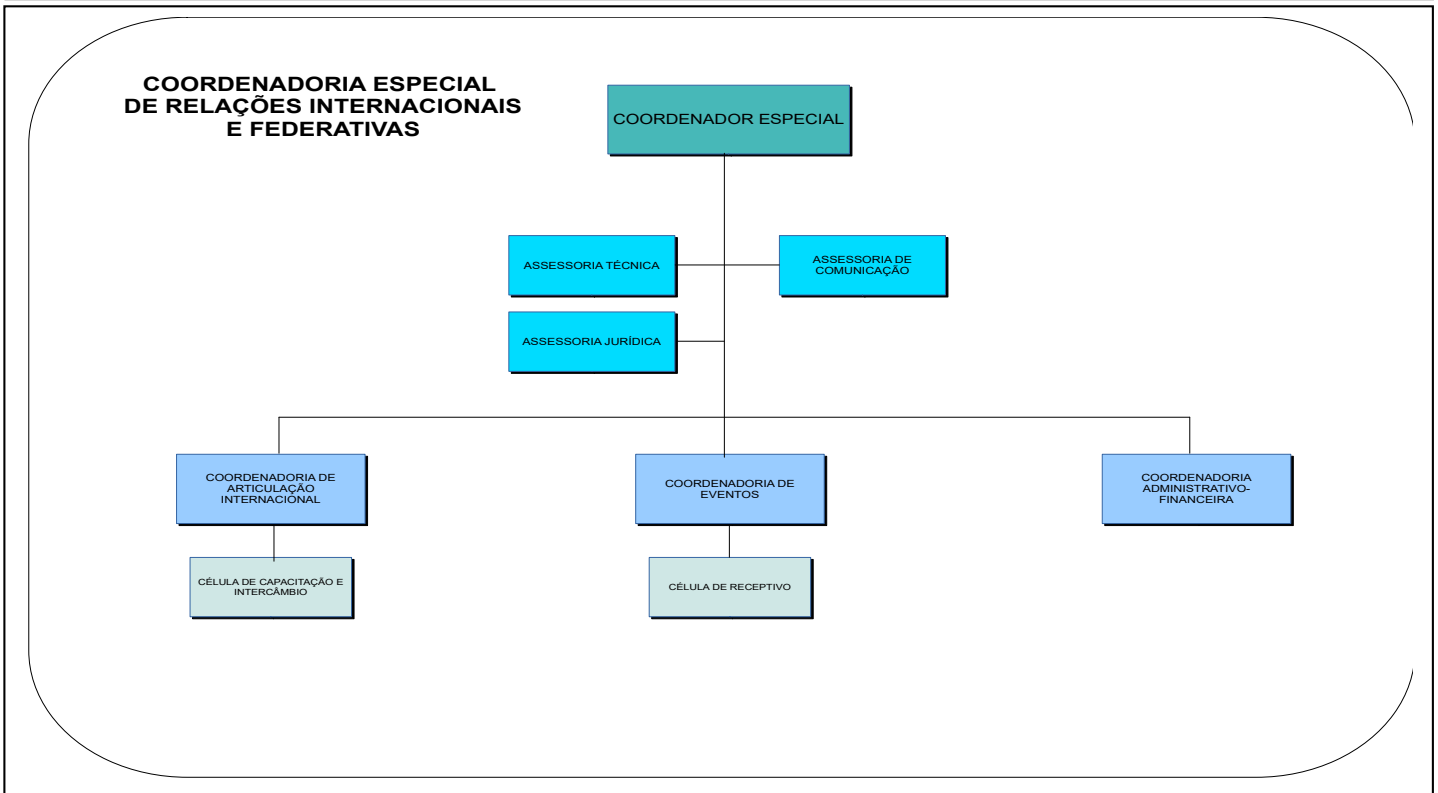 COORDENADORIA ESPECIAL
DE RELAÇÕES INTERNACIONAIS
E FEDERATIVAS
COORDENADOR ESPECIAL
ASSESSORIA TÉCNICA
ASSESSORIA DE
COMUNICAÇÃO
ASSESSORIA JURÍDICA
COORDENADORIA DE
ARTICULAÇÃO
INTERNACIONAL
COORDENADORIA DE
EVENTOS
COORDENADORIA
ADMINISTRATIVO-
FINANCEIRA
CÉLULA DE CAPACITAÇÃO E
INTERCÂMBIO
CÉLULA DE RECEPTIVO